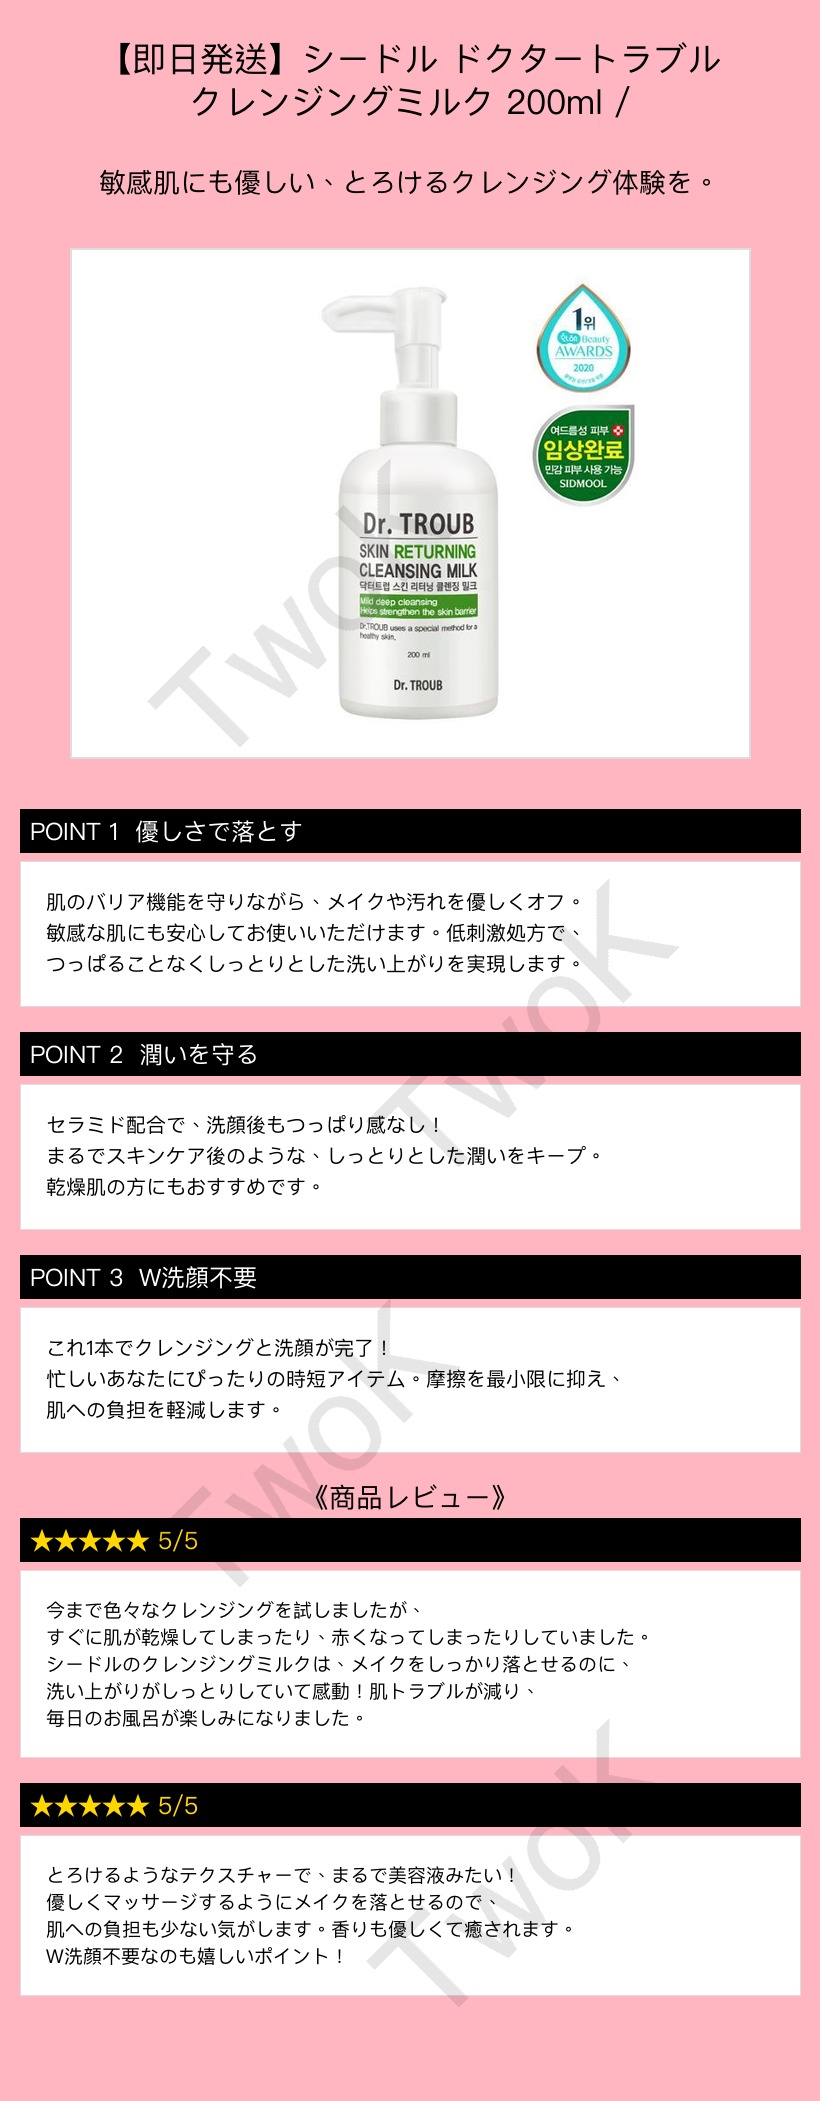 【即日発送】シードル ドクタートラブル
クレンジングミルク 200ml /
敏感肌にも優しい、とろけるクレンジング体験を。
1위
Qoo10 Beauty
AWARDS
2020
여드름성 피부
임상완료
민감 피부 사용 가능
SIDMOOL
Dr. TROUB
SKIN RETURNING
CLEANSING MILK
닥터트럽 스킨 리터닝 클렌징 밀크
Mild deep cleansing
Helps strengthen the skin barrier
Dr.TROUB uses a special method for a
healthy skin.
200 ml
Dr. TROUB
TwoK
POINT 1 優しさで落とす
肌のバリア機能を守りながら、メイクや汚れを優しくオフ。
敏感な肌にも安心してお使いいただけます。低刺激処方で、
つっぱることなくしっとりとした洗い上がりを実現します。
TwoK
POINT 2 潤いを守る
セラミド配合で、洗顔後もつっぱり感なし！
まるでスキンケア後のような、しっとりとした潤いをキープ。
乾燥肌の方にもおすすめです。
POINT 3 W洗顔不要
これ1本でクレンジングと洗顔が完了！
忙しいあなたにぴったりの時短アイテム。摩擦を最小限に抑え、
肌への負担を軽減します。
TwoK
《商品レビュー》
★★★★★ 5/5
今まで色々なクレンジングを試しましたが、
すぐに肌が乾燥してしまったり、赤くなってしまったりしていました。
シードルのクレンジングミルクは、メイクをしっかり落とせるのに、
洗い上がりがしっとりしていて感動！肌トラブルが減り、
毎日のお風呂が楽しみになりました。
★★★★★ 5/5
とろけるようなテクスチャーで、まるで美容液みたい！
優しくマッサージするようにメイクを落とせるので、
肌への負担も少ない気がします。香りも優しくて癒されます。
W洗顔不要なのも嬉しいポイント！
TwoK